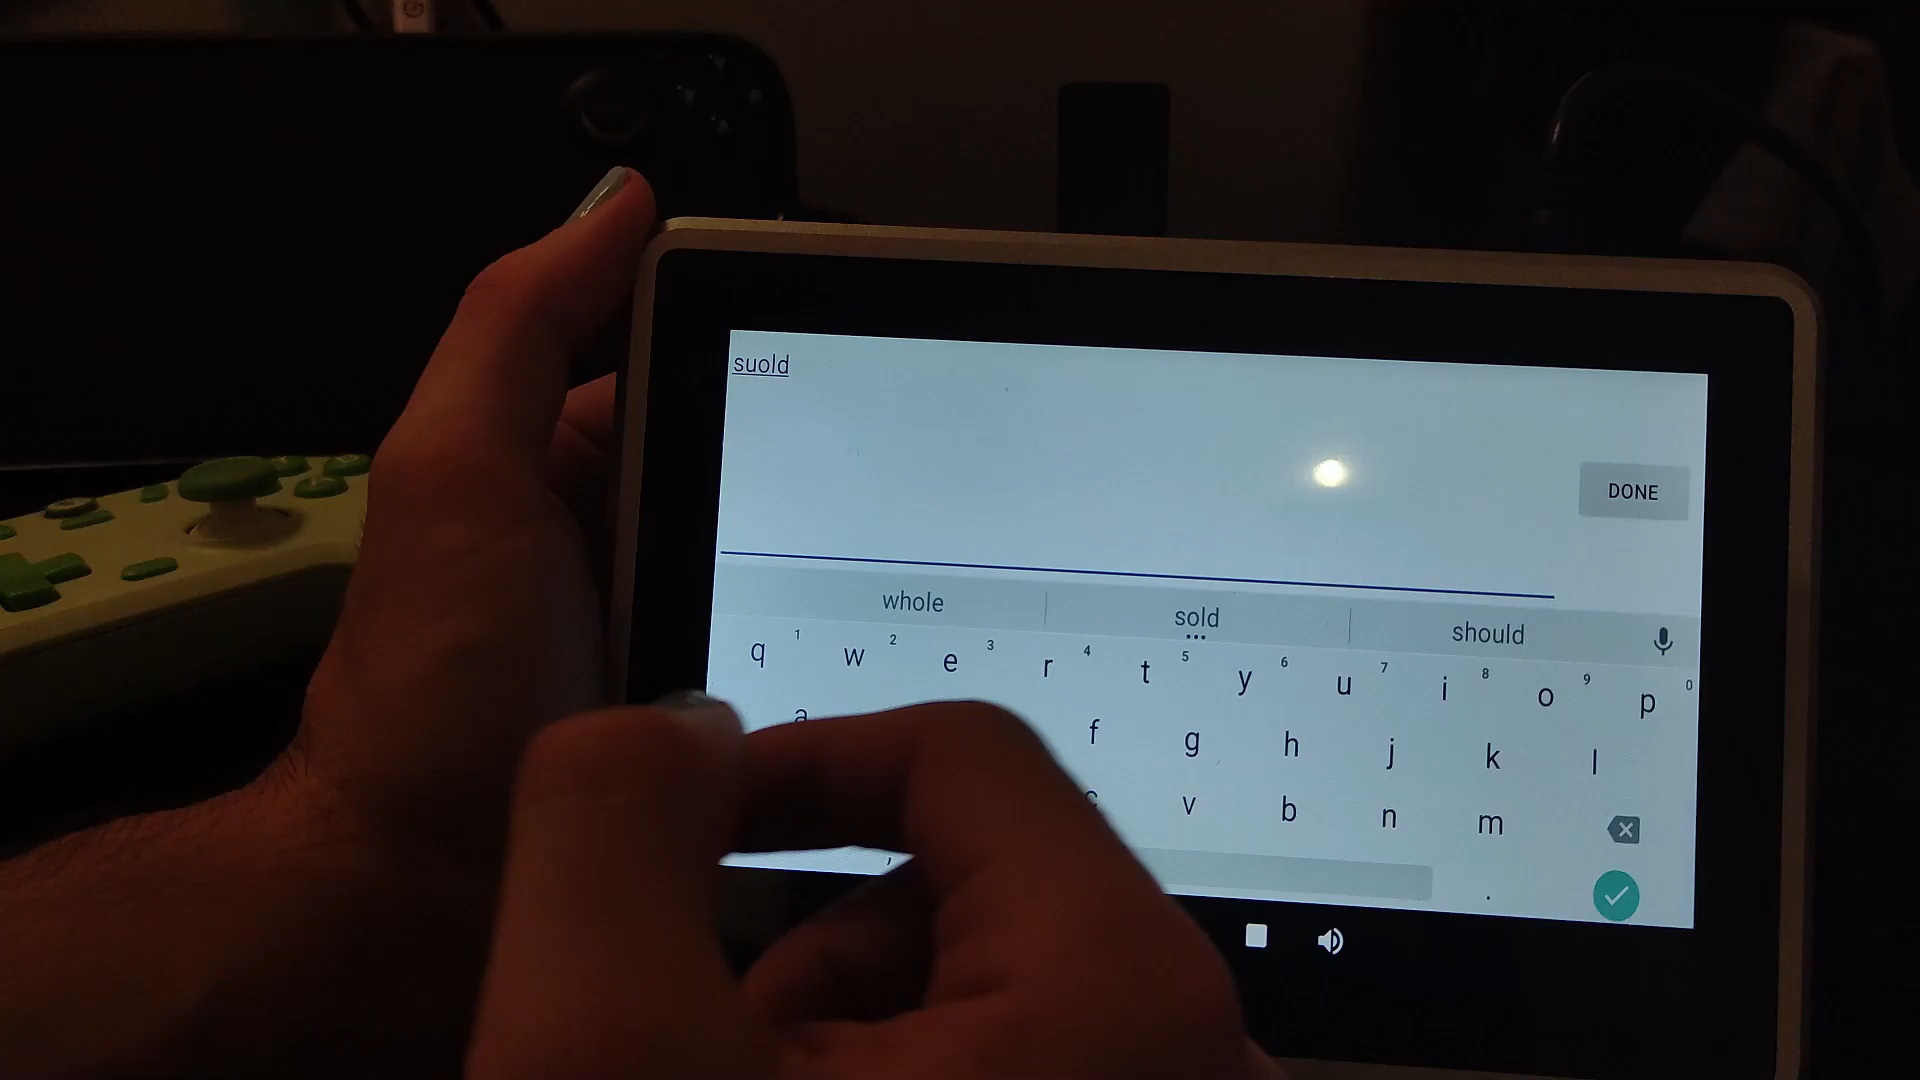 suold
DONE
whole sold should
q 1 w 2 e 3 r 4 t 5 y 6 u 7 i 8 o 9 p 0
a f g h j k l
c v b n m
, .